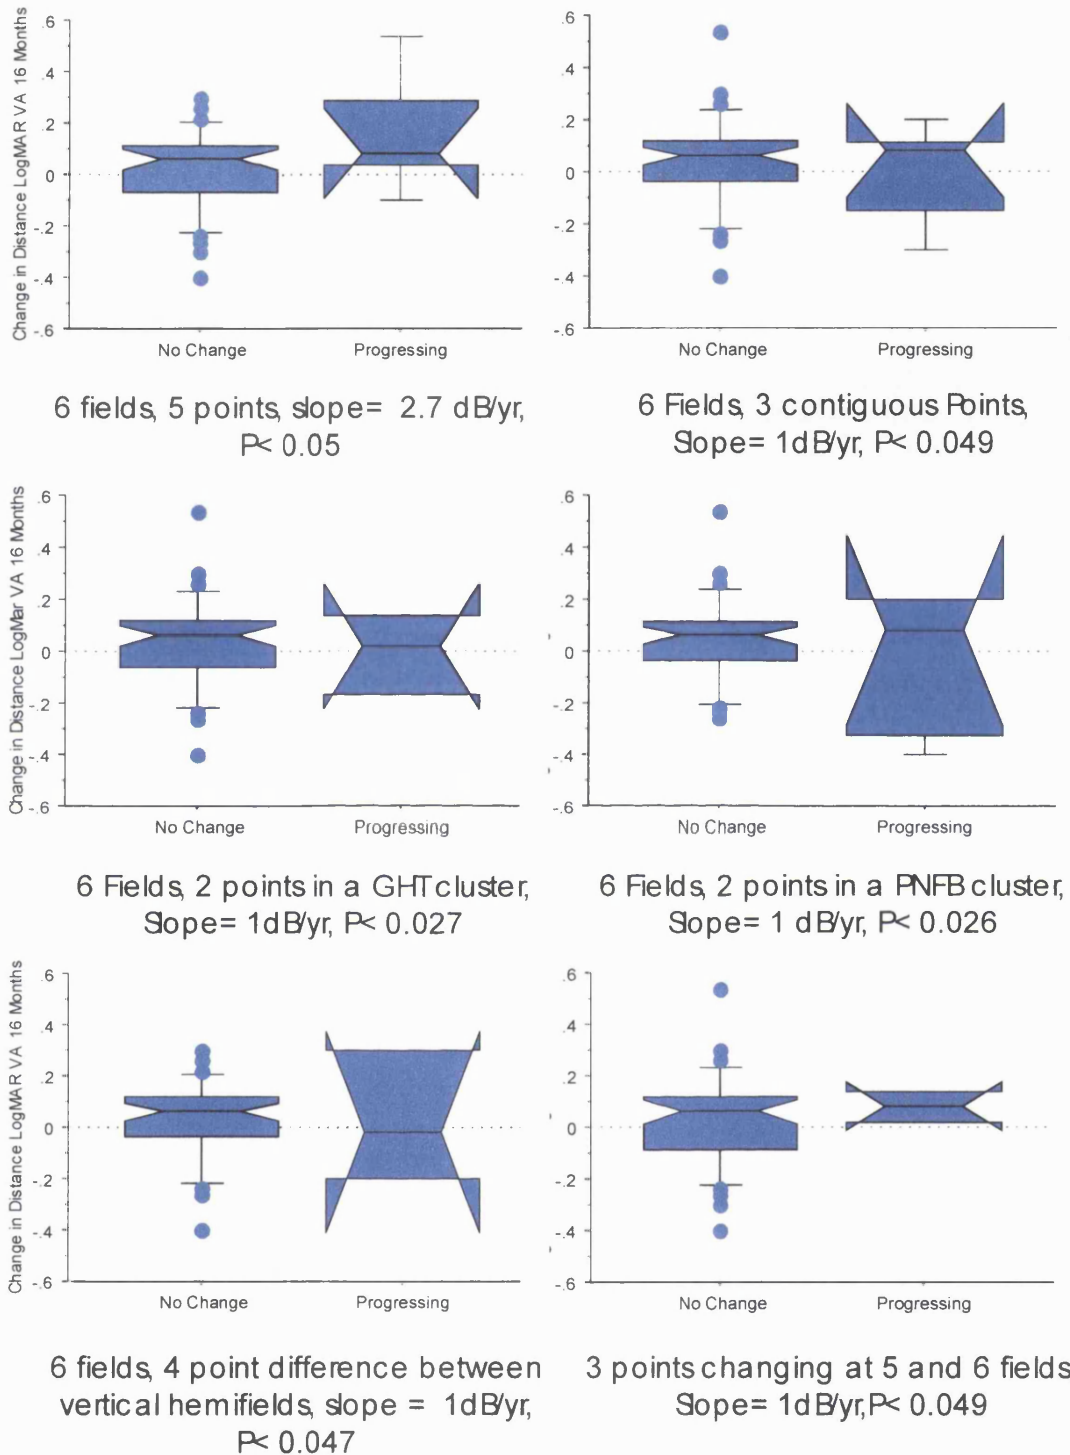 Change in Distance LogMAR VA 16 Months
.6
.4
.2
0
-.2
-.4
-.6
No Change
Progressing
6 fields, 5 points, slope= 2.7 dB/yr,
P< 0.05
.6
.4
.2
0
-.2
-.4
-.6
No Change
Progressing
6 Fields, 3 contiguous Points,
Slope= 1dB/yr, P< 0.049
Change in Distance LogMar VA 16 Months
.6
.4
.2
0
-.2
-.4
-.6
No Change
Progressing
6 Fields, 2 points in a GHT cluster,
Slope= 1dB/yr, P< 0.027
.6
.4
.2
0
-.2
-.4
-.6
No Change
Progressing
6 Fields, 2 points in a PNFB cluster,
Slope= 1 dB/yr, P< 0.026
Change in Distance LogMAR VA 16 Months
.6
.4
.2
0
-.2
-.4
-.6
No Change
Progressing
6 fields, 4 point difference between
vertical hemifields, slope = 1dB/yr,
P< 0.047
.6
.4
.2
0
-.2
-.4
-.6
No Change
Progressing
3 points changing at 5 and 6 fields
Slope= 1dB/yr,P< 0.049